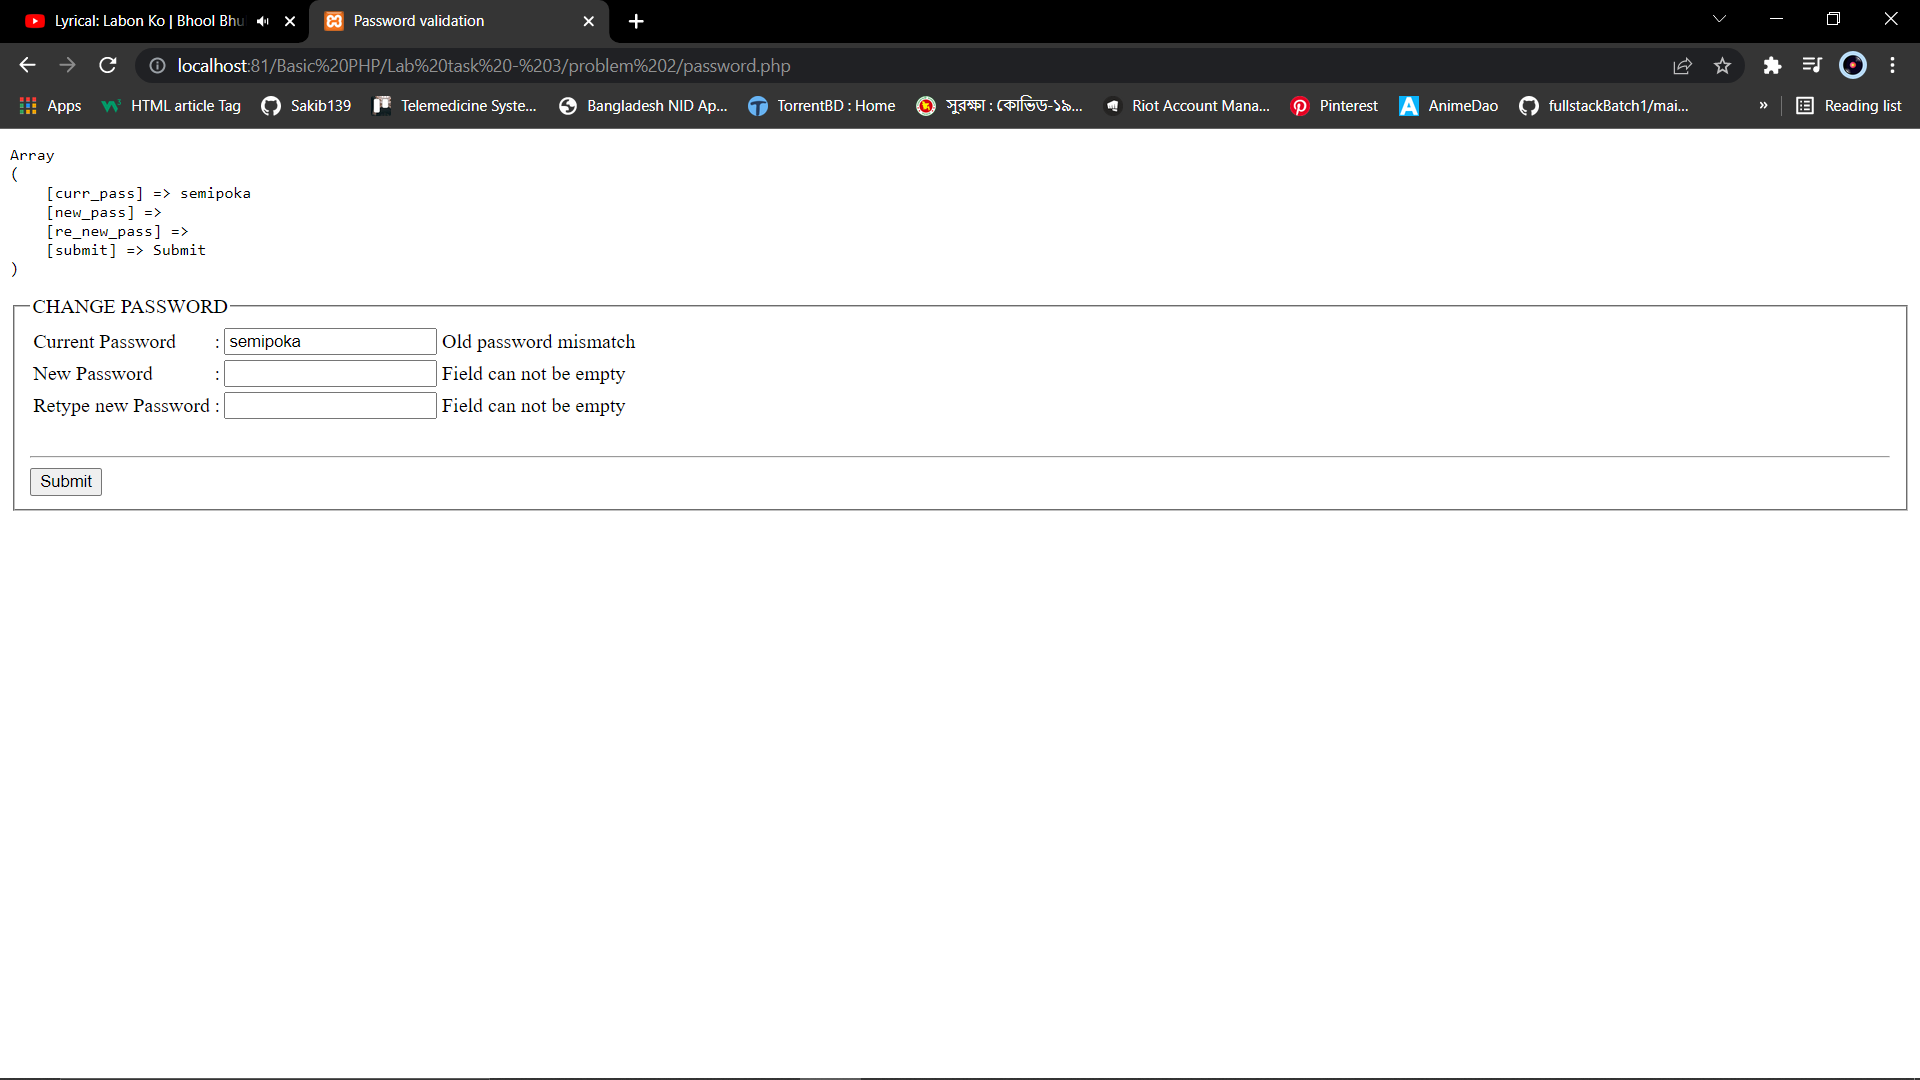 Lyrical: Labon Ko | Bhool Bhu
Password validation
localhost:81/Basic%20PHP/Lab%20task%20-%203/problem%202/password.php
Apps
HTML article Tag
Sakib139
Telemedicine Syste...
Bangladesh NID Ap...
TorrentBD : Home
সুরক্ষা : কোভিড-১৯...
Riot Account Mana...
Pinterest
AnimeDao
fullstackBatch1/mai...
»
Reading list
Array
(
[curr_pass] => semipoka
[new_pass] =>
[re_new_pass] =>
[submit] => Submit
)
CHANGE PASSWORD
Current Password : semipoka Old password mismatch
New Password : Field can not be empty
Retype new Password : Field can not be empty
Submit